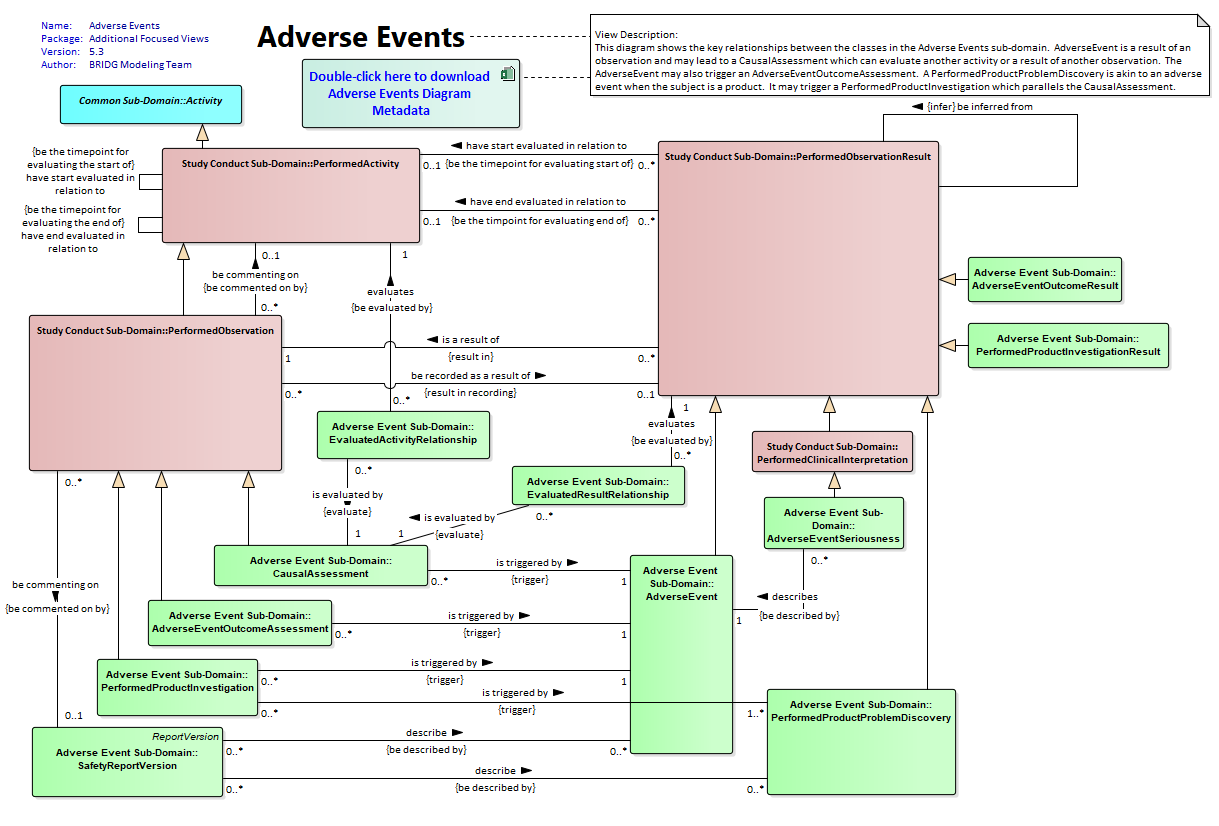 Name: Adverse Events
Package: Additional Focused Views
Version: 5.3
Author: BRIDG Modeling Team
Adverse Events
View Description:
This diagram shows the key relationships between the classes in the Adverse Events sub-domain.  AdverseEvent is a result of an
observation and may lead to a CausalAssessment which can evaluate another activity or a result of another observation.  The
AdverseEvent may also trigger an AdverseEventOutcomeAssessment.  A PerformedProductProblemDiscovery is akin to an adverse
event when the subject is a product.  It may trigger a PerformedProductInvestigation which parallels the CausalAssessment.
Double-click here to download
Adverse Events Diagram
Metadata
Common Sub-Domain::Activity
◄ {infer} be inferred from
{be the timepoint for
evaluating the start of}
have start evaluated in
relation to
{be the timepoint for
evaluating the end of}
have end evaluated in
relation to
Study Conduct Sub-Domain::PerformedActivity
◄ have start evaluated in relation to
0..1 {be the timepoint for evaluating start of} 0..*
◄ have end evaluated in relation to
0..1 {be the timpoint for evaluating end of} 0..*
Study Conduct Sub-Domain::PerformedObservationResult
0..1
be commenting on
{be commented on by}
0..*
1
evaluates
{be evaluated by}
0..*
Adverse Event Sub-Domain::
AdverseEventOutcomeResult
Adverse Event Sub-Domain::
PerformedProductInvestigationResult
Study Conduct Sub-Domain::PerformedObservation
◄ is a result of
1 {result in} 0..*
be recorded as a result of ►
0..* {result in recording} 0..1
Adverse Event Sub-Domain::
EvaluatedActivityRelationship
1
evaluates
{be evaluated by}
0..*
Study Conduct Sub-Domain::
PerformedClinicalInterpretation
0..*
is evaluated by
{evaluate}
1
Adverse Event Sub-Domain::
EvaluatedResultRelationship
0..*
◄ is evaluated by
1 {evaluate}
Adverse Event Sub-
Domain::
AdverseEventSeriousness
0..*
◄ describes
1 {be described by}
Adverse Event Sub-Domain::
CausalAssessment
is triggered by ►
0..* {trigger} 1
Adverse Event
Sub-Domain::
AdverseEvent
0..*
be commenting on
{be commented on by}
0..1
Adverse Event Sub-Domain::
AdverseEventOutcomeAssessment
is triggered by ►
0..* {trigger} 1
Adverse Event Sub-Domain::
PerformedProductInvestigation
is triggered by ►
0..* {trigger} 1
is triggered by ►
0..* {trigger} 1..*
Adverse Event Sub-Domain::
PerformedProductProblemDiscovery
ReportVersion
Adverse Event Sub-Domain::
SafetyReportVersion
describe ►
0..* {be described by} 0..*
describe ►
0..* {be described by} 0..*